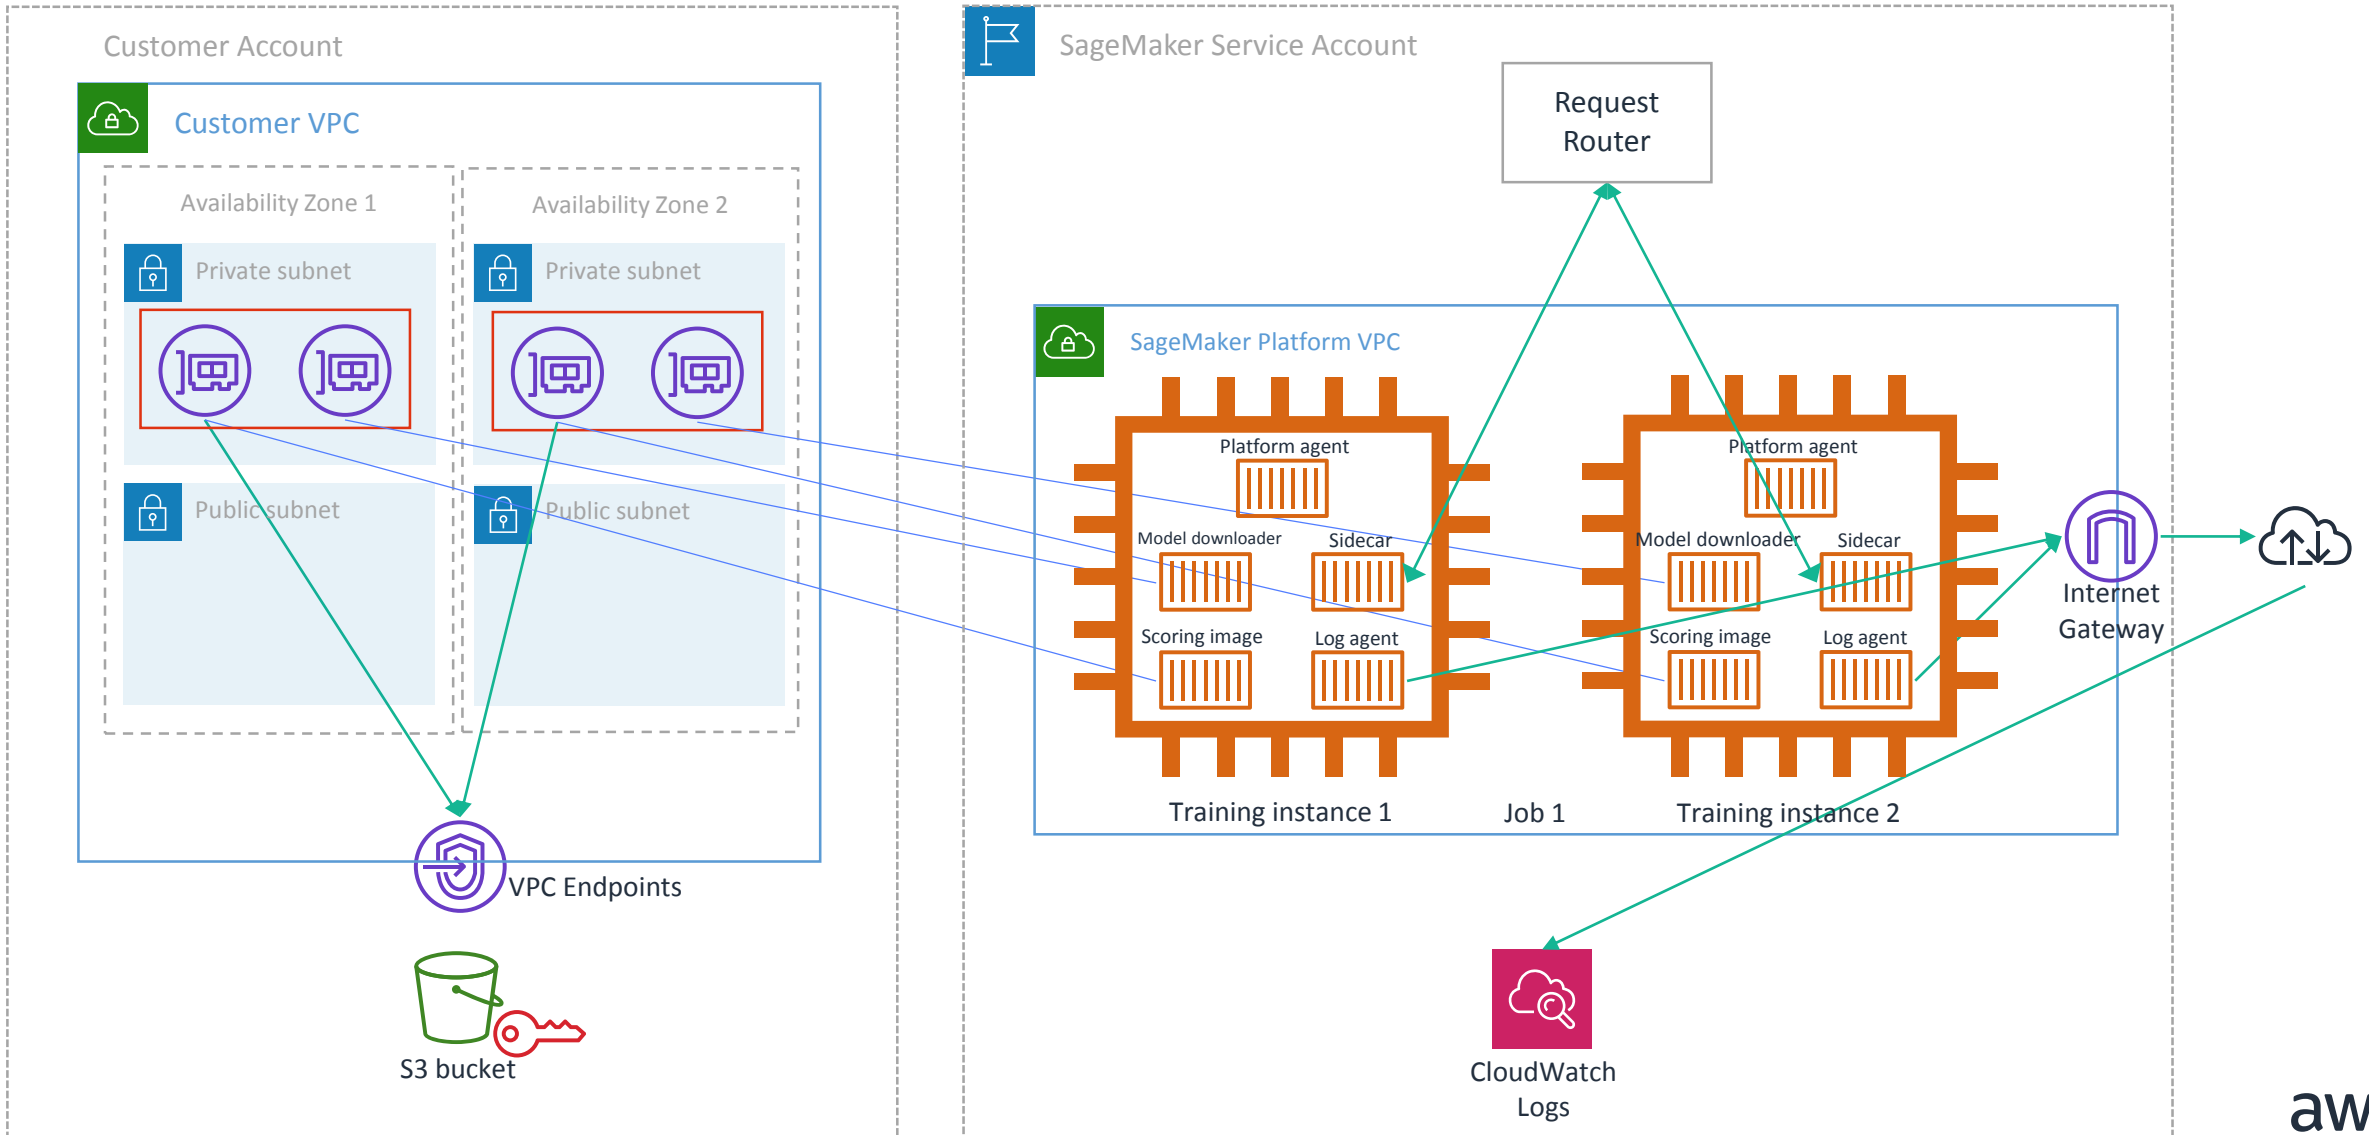 Customer Account
SageMaker Service Account
Customer VPC
Request
Router
Availability Zone 1
Availability Zone 2
Private subnet
Private subnet
SageMaker Platform VPC
Platform agent
Platform agent
Public subnet
Public subnet
Model downloader
Sidecar
Model downloader
Sidecar
Internet
Gateway
Scoring image
Log agent
Scoring image
Log agent
Training instance 1
Job 1
Training instance 2
VPC Endpoints
S3 bucket
CloudWatch
Logs
aw